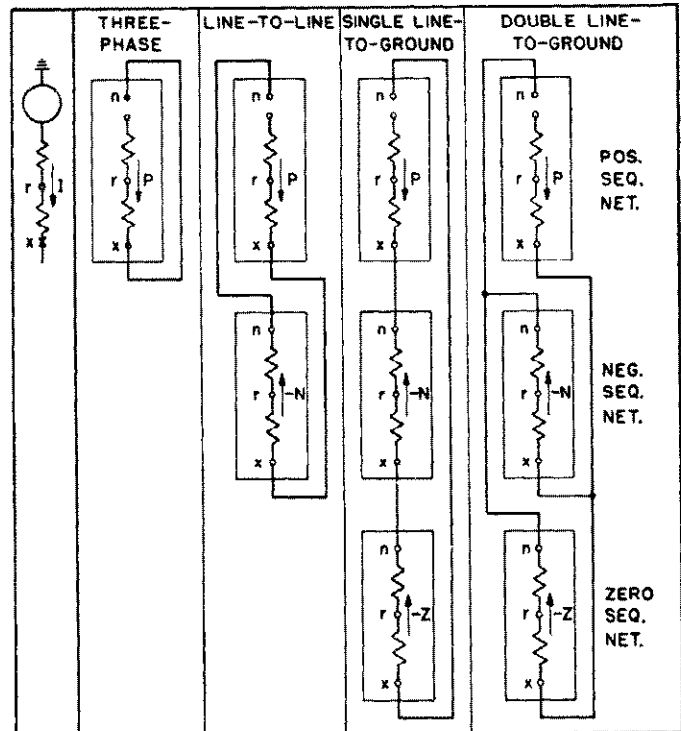 THREE-PHASE
LINE-TO-LINE
SINGLE LINE-TO-GROUND
DOUBLE LINE-TO-GROUND
r
I
x
n
r
P
x
n
r
P
x
n
r
P
x
n
r
P
x
POS.
SEQ.
NET.
n
r
-N
x
n
r
-N
x
n
r
-N
x
NEG.
SEQ.
NET.
n
r
-Z
x
n
r
-Z
x
ZERO
SEQ.
NET.